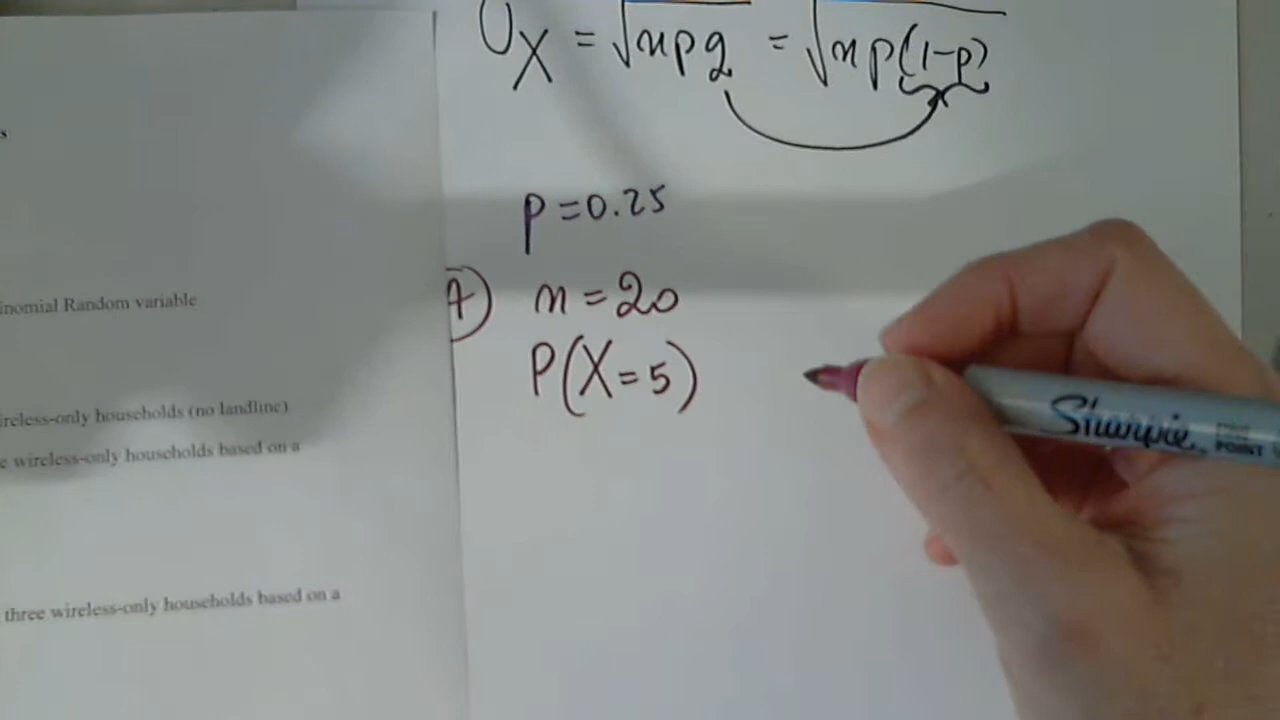 σx = √npq = √np(1-p)
p=0.25
A) n=20
P(X=5)
s
inomial Random variable
ireless-only households (no landline)
e wireless-only households based on a
three wireless-only households based on a
Sharpie
POINT